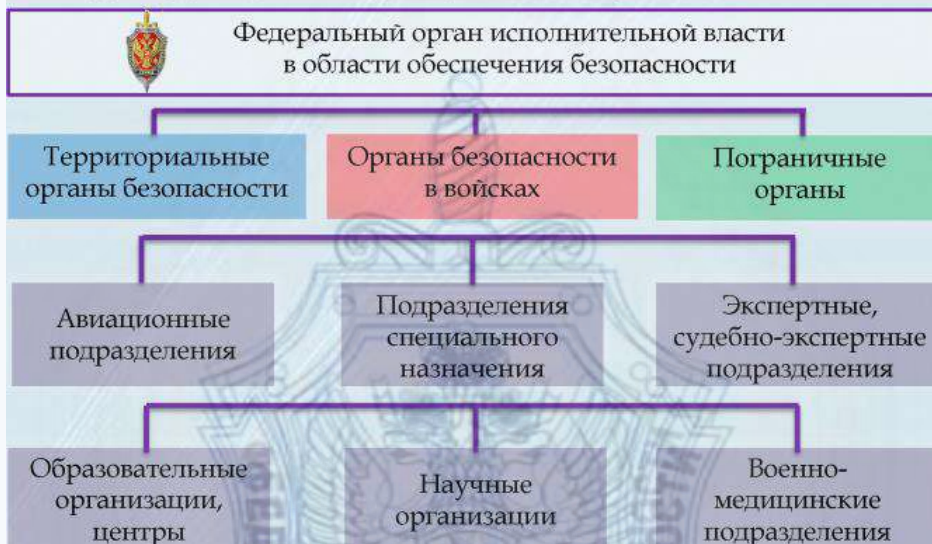 Федеральный орган исполнительной власти
в области обеспечения безопасности
Территориальные
органы безопасности
Органы безопасности
в войсках
Пограничные
органы
Авиационные
подразделения
Подразделения
специального
назначения
Экспертные,
судебно-экспертные
подразделения
Образовательные
организации,
центры
Научные
организации
Военно-
медицинские
подразделения